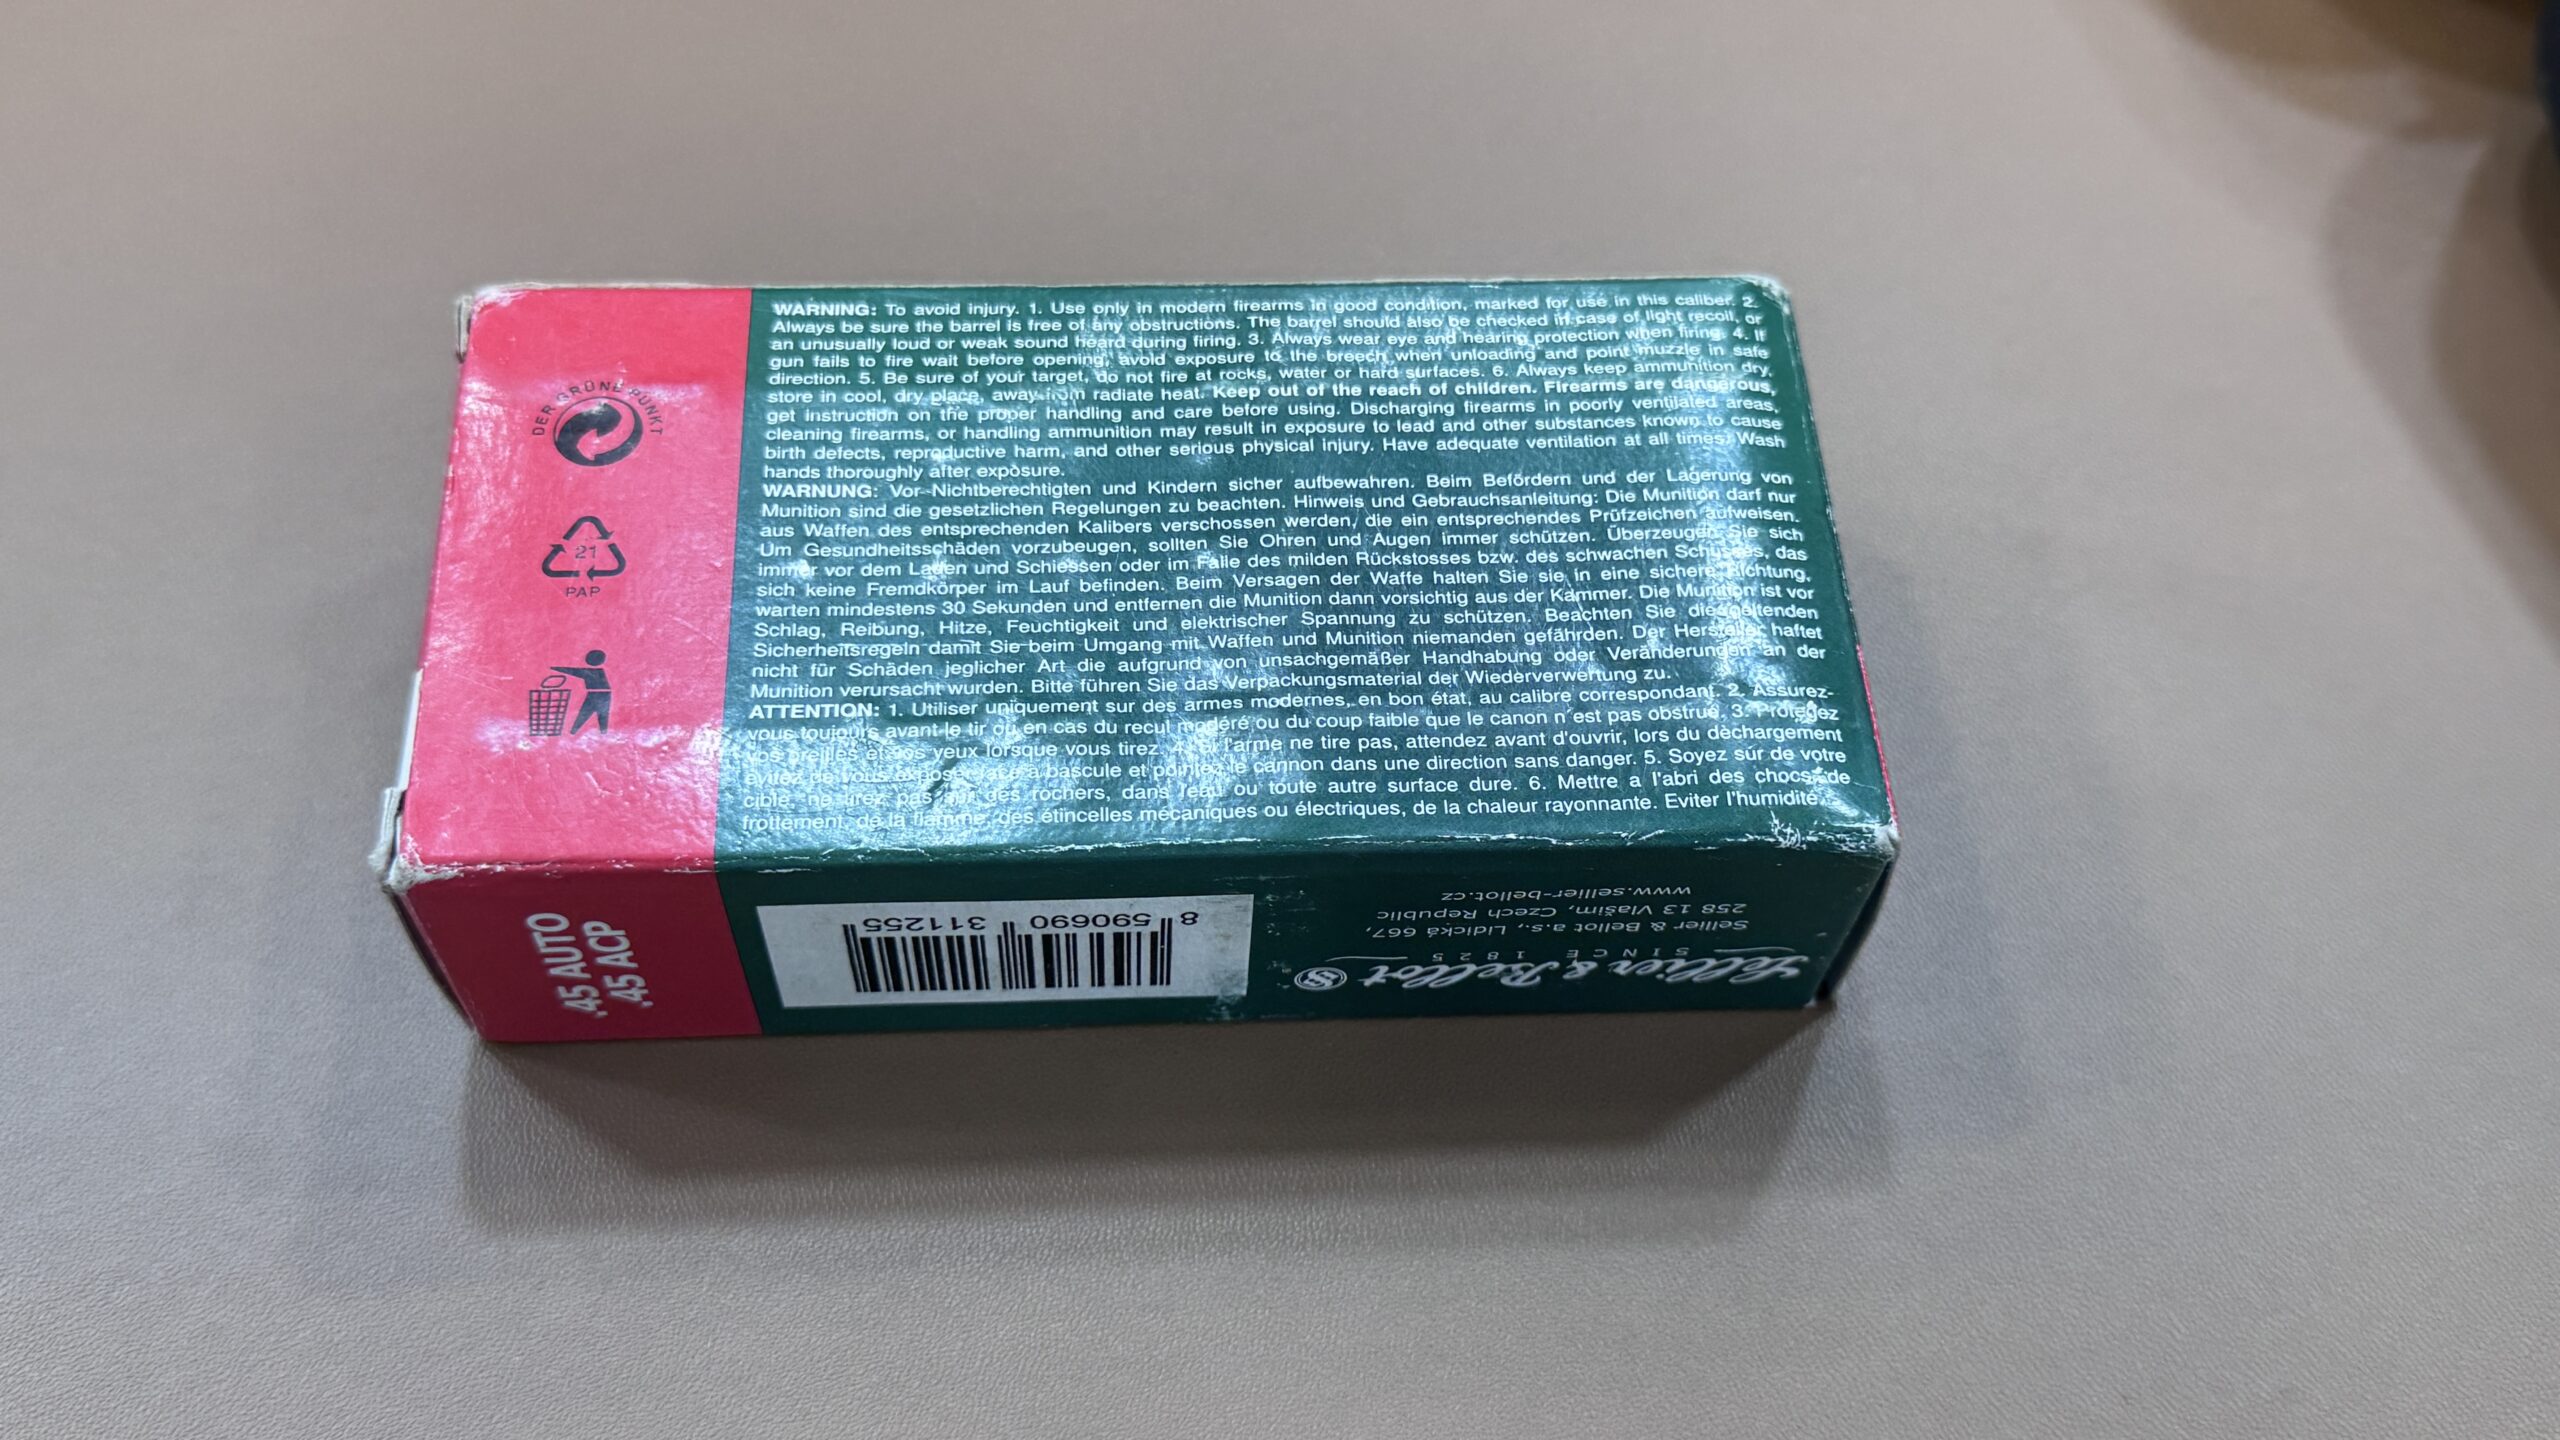 WARNING: To avoid injury. 1. Use only in modern firearms in good condition, marked for use in this caliber. 2.
Always be sure the barrel is free of any obstructions. The barrel should also be checked in case of light recoil, or
an unusually loud or weak sound heard during firing. 3. Always wear eye and hearing protection when firing. 4. If
gun fails to fire wait before opening, avoid exposure to the breech when unloading and point muzzle in safe
direction. 5. Be sure of your target, do not fire at rocks, water or hard surfaces. 6. Always keep ammunition dry,
store in cool, dry place, away from radiate heat. Keep out of the reach of children. Firearms are dangerous,
get instruction on the proper handling and care before using. Discharging firearms in poorly ventilated areas,
cleaning firearms, or handling ammunition may result in exposure to lead and other substances known to cause
birth defects, reproductive harm, and other serious physical injury. Have adequate ventilation at all times. Wash
hands thoroughly after exposure.
WARNUNG: Vor Nichtberechtigten und Kindern sicher aufbewahren. Beim Befördern und der Lagerung von
Munition sind die gesetzlichen Regelungen zu beachten. Hinweis und Gebrauchsanleitung: Die Munition darf nur
aus Waffen des entsprechenden Kalibers verschossen werden, die ein entsprechendes Prüfzeichen aufweisen.
Um Gesundheitsschäden vorzubeugen, sollten Sie Ohren und Augen immer schützen. Überzeugen Sie sich
immer vor dem Laden und Schiessen oder im Falle des milden Rückstosses bzw. des schwachen Schusses, das
sich keine Fremdkörper im Lauf befinden. Beim Versagen der Waffe halten Sie sie in eine sichere Richtung,
warten mindestens 30 Sekunden und entfernen die Munition dann vorsichtig aus der Kammer. Die Munition ist vor
Schlag, Reibung, Hitze, Feuchtigkeit und elektrischer Spannung zu schützen. Beachten Sie die geltenden
Sicherheitsregeln damit Sie beim Umgang mit Waffen und Munition niemanden gefährden. Der Hersteller haftet
nicht für Schäden jeglicher Art die aufgrund von unsachgemäßer Handhabung oder Veränderungen an der
Munition verursacht wurden. Bitte führen Sie das Verpackungsmaterial der Wiederverwertung zu.
ATTENTION: 1. Utiliser uniquement sur des armes modernes, en bon état, au calibre correspondant. 2. Assurez-
vous toujours avant le tir ou en cas du recul modéré ou du coup faible que le canon n'est pas obstrué. 3. Protégez
vos oreilles et vos yeux lorsque vous tirez. 4. Si l'arme ne tire pas, attendez avant d'ouvrir, lors du dèchargement
évitez de vous exposer face à bascule et pointez le cannon dans une direction sans danger. 5. Soyez súr de votre
cible, ne tirez pas sur des rochers, dans l'eau ou toute autre surface dure. 6. Mettre a l'abri des chocs, de
frottement, de la flamme, des étincelles mécaniques ou électriques, de la chaleur rayonnante. Eviter l'humidité.
DER GRÜNE PUNKT
21
PAP
.45 AUTO
.45 ACP
8 590690 311255
Sellier & Bellot
SINCE 1825
Sellier & Bellot a.s., Lidická 667,
258 13 Vlašim, Czech Republic
www.sellier-bellot.cz